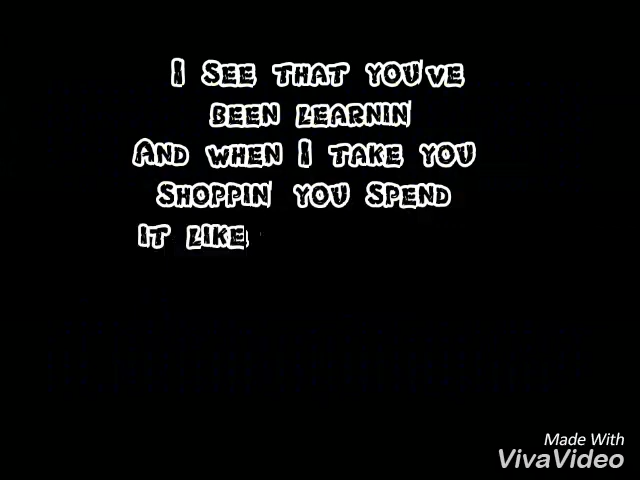 I see that you've
been learnin
And when I take you
shoppin you spend
it like
Made With
VivaVideo